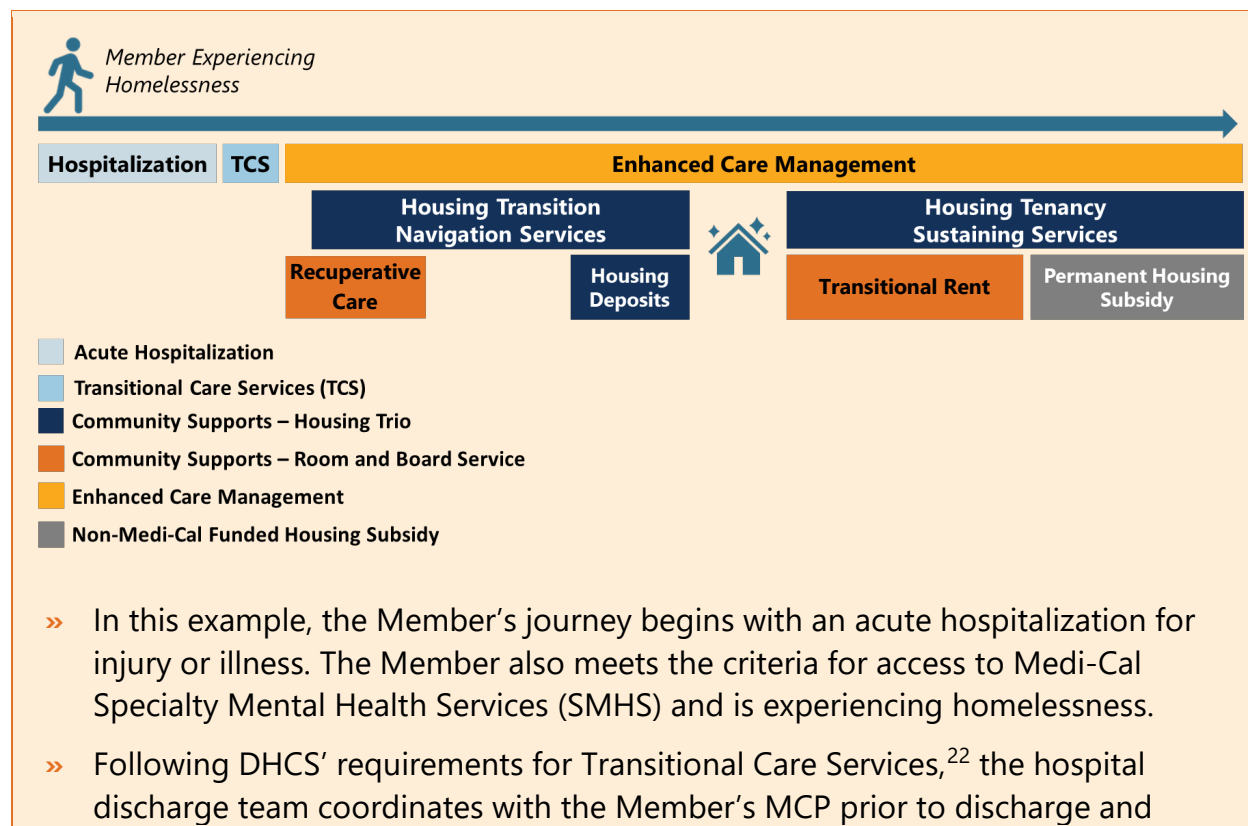 Member Experiencing
Homelessness
Hospitalization
TCS
Enhanced Care Management
Housing Transition
Navigation Services
Housing Tenancy
Sustaining Services
Recuperative
Care
Housing
Deposits
Transitional Rent
Permanent Housing
Subsidy
Acute Hospitalization
Transitional Care Services (TCS)
Community Supports – Housing Trio
Community Supports – Room and Board Service
Enhanced Care Management
Non-Medi-Cal Funded Housing Subsidy
» In this example, the Member’s journey begins with an acute hospitalization for
injury or illness. The Member also meets the criteria for access to Medi-Cal
Specialty Mental Health Services (SMHS) and is experiencing homelessness.
» Following DHCS’ requirements for Transitional Care Services,22 the hospital
discharge team coordinates with the Member’s MCP prior to discharge and